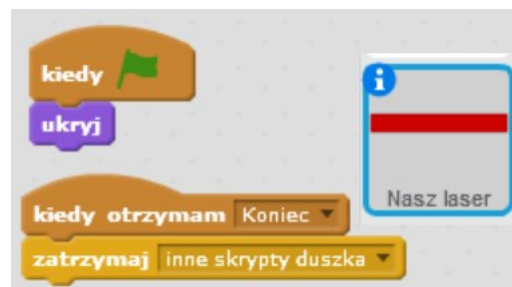 kiedy
ukryj
kiedy otrzymam Koniec
zatrzymaj inne skrypty duszka
i
Nasz laser